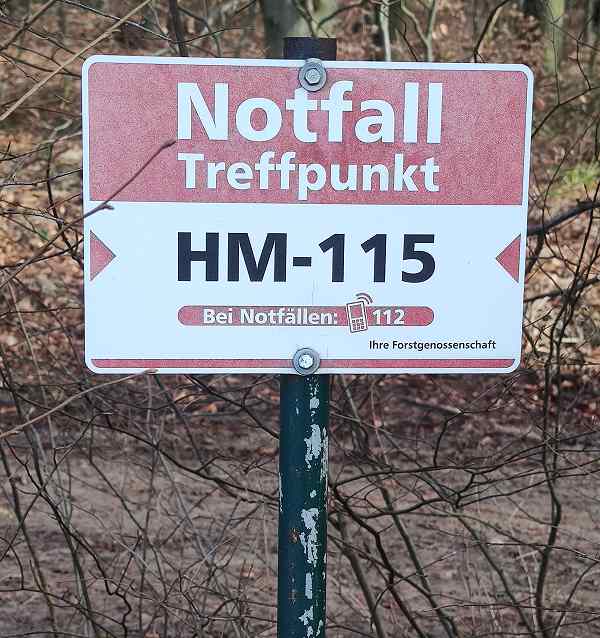 Notfall
Treffpunkt
HM-115
Bei Notfällen: 112
Ihre Forstgenossenschaft